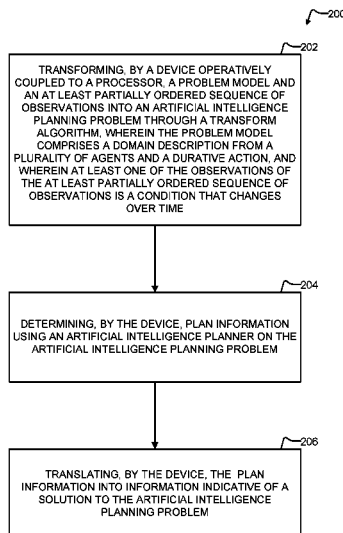 200
202
TRANSFORMING, BY A DEVICE OPERATIVELY
COUPLED TO A PROCESSOR, A PROBLEM MODEL AND
AN AT LEAST PARTIALLY ORDERED SEQUENCE OF
OBSERVATIONS INTO AN ARTIFICIAL INTELLIGENCE
PLANNING PROBLEM THROUGH A TRANSFORM
ALGORITHM, WHEREIN THE PROBLEM MODEL
COMPRISES A DOMAIN DESCRIPTION FROM A
PLURALITY OF AGENTS AND A DURATIVE ACTION, AND
WHEREIN AT LEAST ONE OF THE OBSERVATIONS OF
THE AT LEAST PARTIALLY ORDERED SEQUENCE OF
OBSERVATIONS IS A CONDITION THAT CHANGES
OVER TIME
204
DETERMINING, BY THE DEVICE, PLAN INFORMATION
USING AN ARTIFICIAL INTELLIGENCE PLANNER ON THE
ARTIFICIAL INTELLIGENCE PLANNING PROBLEM
206
TRANSLATING, BY THE DEVICE, THE PLAN
INFORMATION INTO INFORMATION INDICATIVE OF A
SOLUTION TO THE ARTIFICIAL INTELLIGENCE
PLANNING PROBLEM